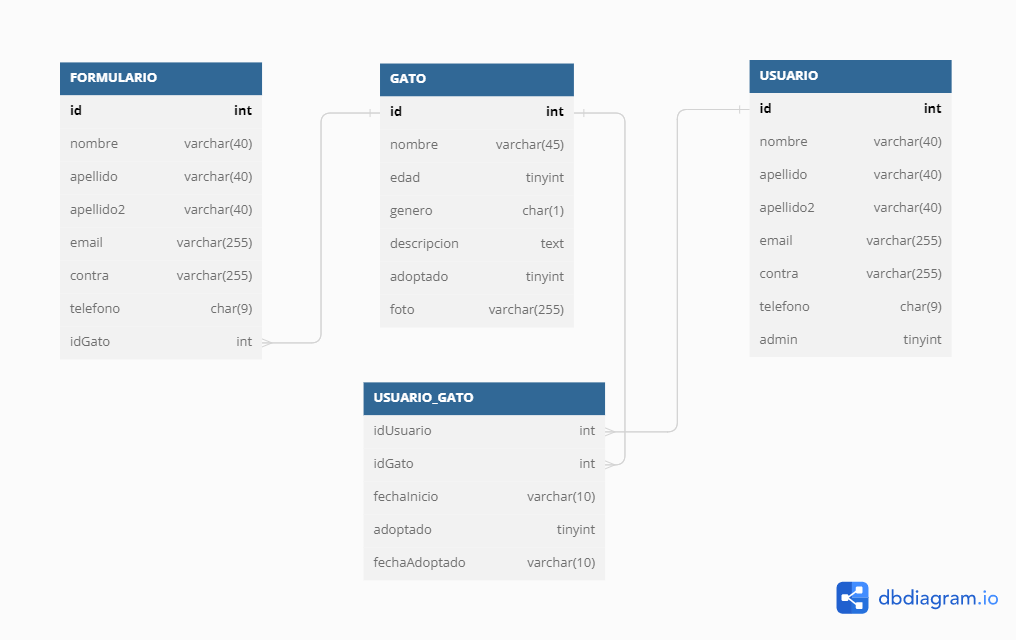 FORMULARIO
id int
nombre varchar(40)
apellido varchar(40)
apellido2 varchar(40)
email varchar(255)
contra varchar(255)
telefono char(9)
idGato int
GATO
id int
nombre varchar(45)
edad tinyint
genero char(1)
descripcion text
adoptado tinyint
foto varchar(255)
USUARIO
id int
nombre varchar(40)
apellido varchar(40)
apellido2 varchar(40)
email varchar(255)
contra varchar(255)
telefono char(9)
admin tinyint
USUARIO_GATO
idUsuario int
idGato int
fechaInicio varchar(10)
adoptado tinyint
fechaAdoptado varchar(10)
dbdiagram.io